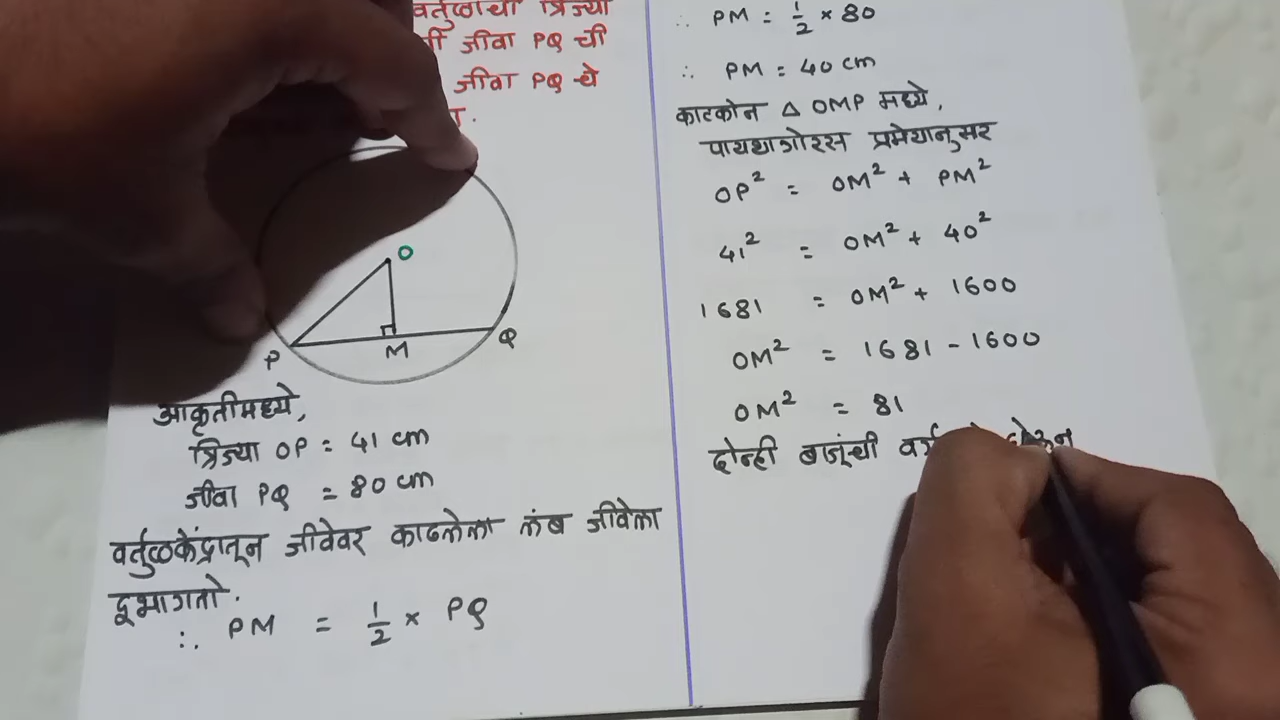 वर्तुळाची त्रिज्या
जीवा PQ ची
जीवा PQ चे
O
P
M
Q
आकृतीमध्ये,
त्रिज्या OP = 41 cm
जीवा PQ = 80 cm
वर्तुळकेंद्रातून जीवेवर काढलेला लंब जीवेला
दूभागतो.
∴ PM = 1/2 × PQ
∴ PM = 1/2 × 80
∴ PM = 40 cm
काटकोन △ OMP मध्ये,
पायथागोरस प्रमेयानुसर
OP² = OM² + PM²
41² = OM² + 40²
1681 = OM² + 1600
OM² = 1681 - 1600
OM² = 81
दोन्ही बाजूंची